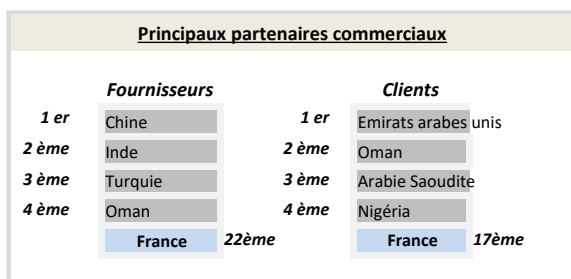 Principaux partenaires commerciaux
Fournisseurs Clients
1 er Chine 1 er Emirats arabes unis
2 ème Inde 2 ème Oman
3 ème Turquie 3 ème Arabie Saoudite
4 ème Oman 4 ème Nigéria
France 22ème France 17ème